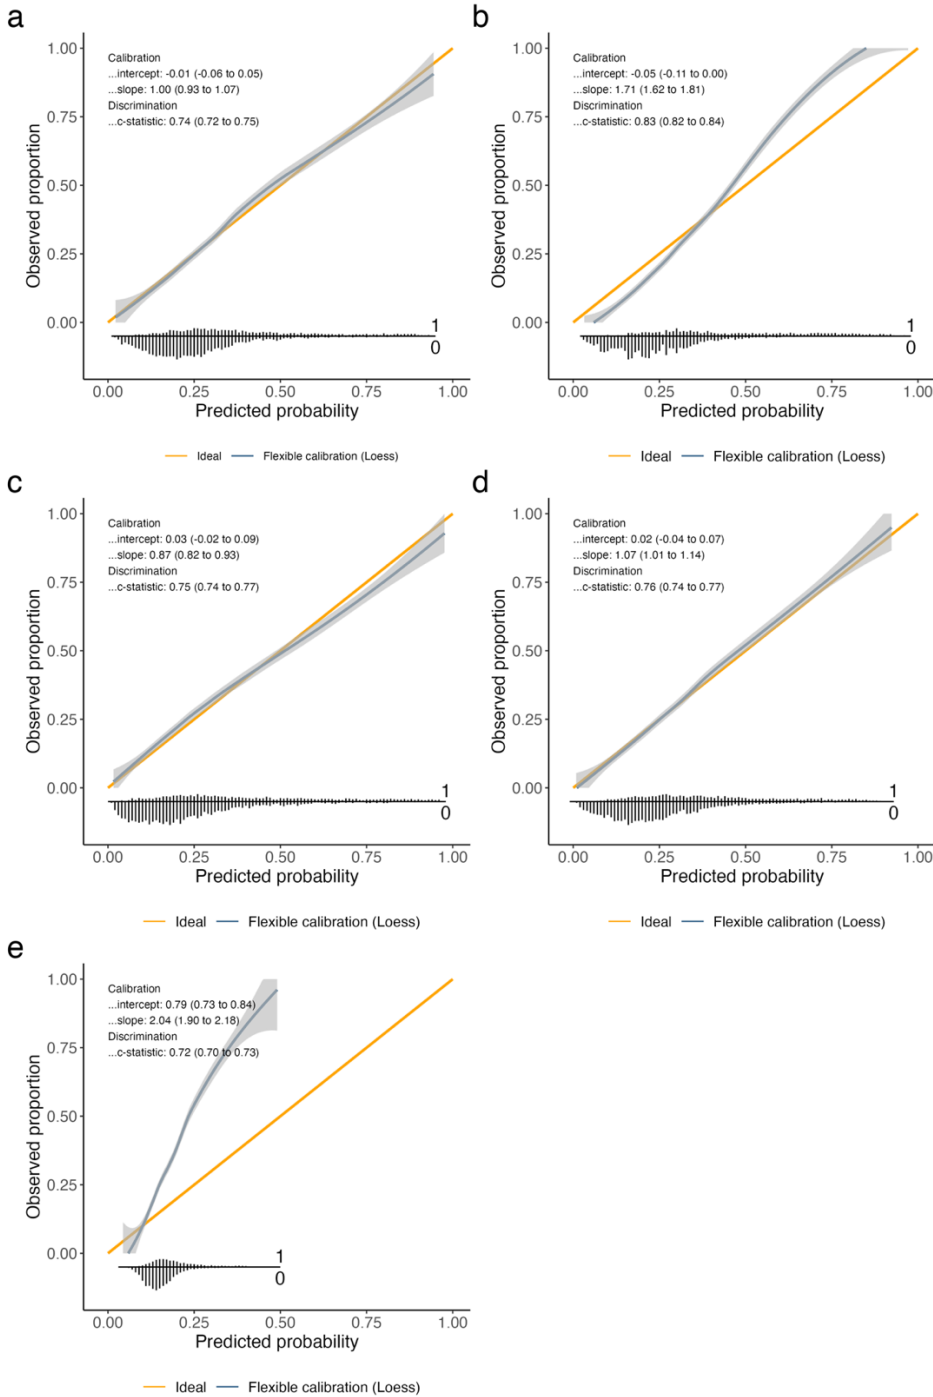 a
1.00
0.75
0.50
0.25
0.00
Observed proportion
Calibration
...intercept: -0.01 (-0.06 to 0.05)
...slope: 1.00 (0.93 to 1.07)
Discrimination
...c-statistic: 0.74 (0.72 to 0.75)
1
0
0.00 0.25 0.50 0.75 1.00
Predicted probability
Ideal Flexible calibration (Loess)
b
1.00
0.75
0.50
0.25
0.00
Observed proportion
Calibration
...intercept: -0.05 (-0.11 to 0.00)
...slope: 1.71 (1.62 to 1.81)
Discrimination
...c-statistic: 0.83 (0.82 to 0.84)
1
0
0.00 0.25 0.50 0.75 1.00
Predicted probability
Ideal Flexible calibration (Loess)
c
1.00
0.75
0.50
0.25
0.00
Observed proportion
Calibration
...intercept: 0.03 (-0.02 to 0.09)
...slope: 0.87 (0.82 to 0.93)
Discrimination
...c-statistic: 0.75 (0.74 to 0.77)
1
0
0.00 0.25 0.50 0.75 1.00
Predicted probability
Ideal Flexible calibration (Loess)
d
1.00
0.75
0.50
0.25
0.00
Observed proportion
Calibration
...intercept: 0.02 (-0.04 to 0.07)
...slope: 1.07 (1.01 to 1.14)
Discrimination
...c-statistic: 0.76 (0.74 to 0.77)
1
0
0.00 0.25 0.50 0.75 1.00
Predicted probability
Ideal Flexible calibration (Loess)
e
1.00
0.75
0.50
0.25
0.00
Observed proportion
Calibration
...intercept: 0.79 (0.73 to 0.84)
...slope: 2.04 (1.90 to 2.18)
Discrimination
...c-statistic: 0.72 (0.70 to 0.73)
1
0
0.00 0.25 0.50 0.75 1.00
Predicted probability
Ideal Flexible calibration (Loess)